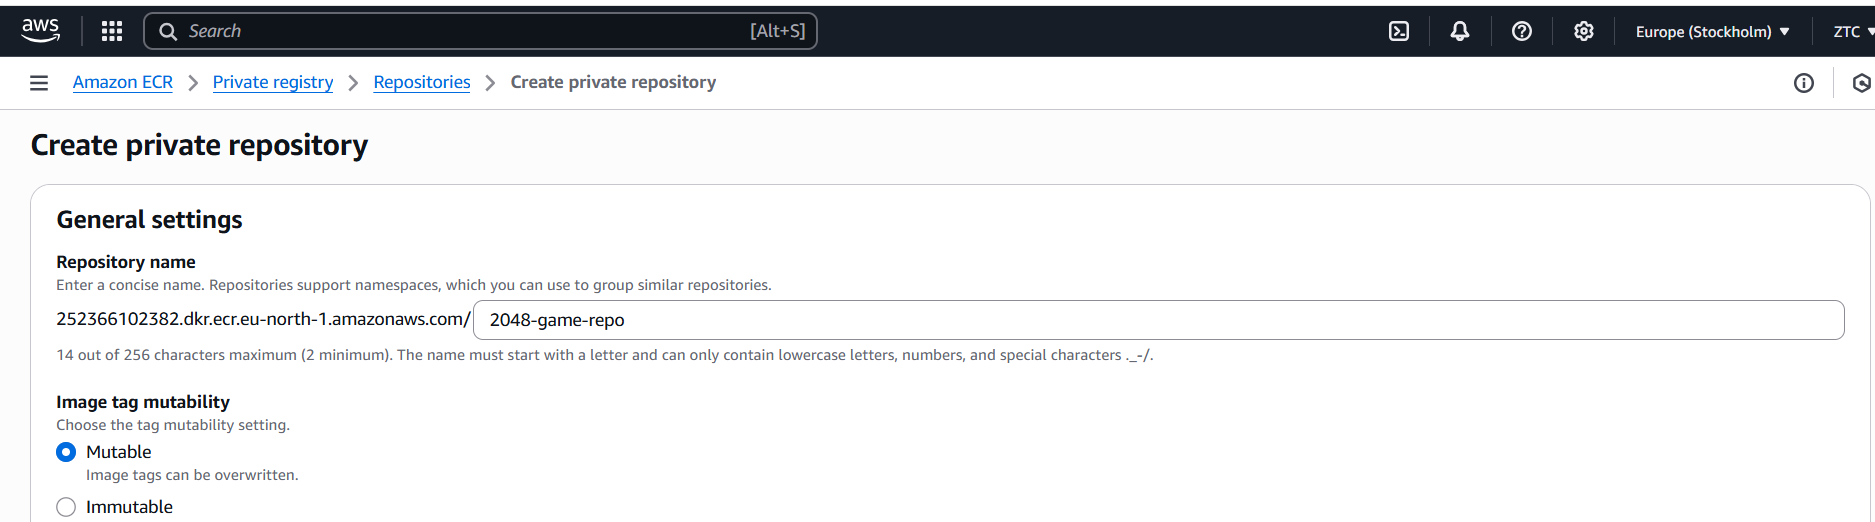 aws
Search [Alt+S]
Europe (Stockholm) ZTC
Amazon ECR Private registry Repositories Create private repository
Create private repository
General settings
Repository name
Enter a concise name. Repositories support namespaces, which you can use to group similar repositories.
252366102382.dkr.ecr.eu-north-1.amazonaws.com/ 2048-game-repo
14 out of 256 characters maximum (2 minimum). The name must start with a letter and can only contain lowercase letters, numbers, and special characters ._-/.
Image tag mutability
Choose the tag mutability setting.
Mutable
Image tags can be overwritten.
Immutable